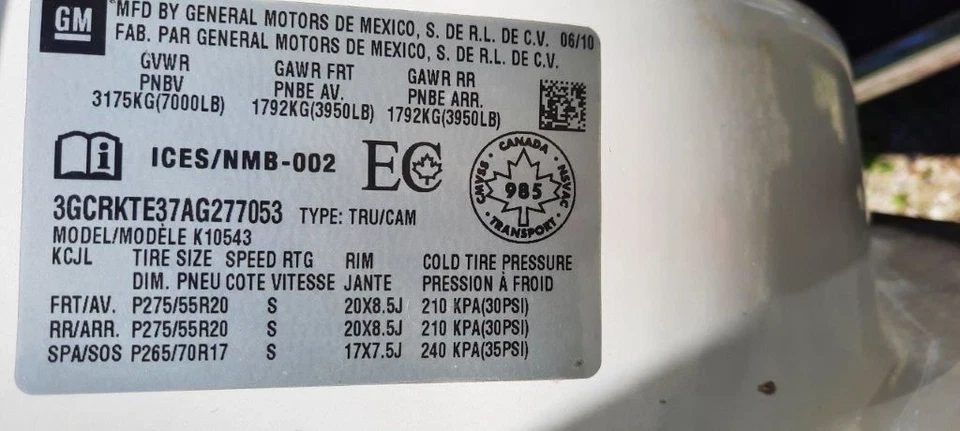 GM
MFD BY GENERAL MOTORS DE MEXICO, S. DE R.L. DE C.V. 06/10
FAB. PAR GENERAL MOTORS DE MEXICO, S. DE R.L. DE C.V.
GVWR GAWR FRT GAWR RR
PNBV PNBE AV. PNBE ARR.
3175KG(7000LB) 1792KG(3950LB) 1792KG(3950LB)
i ICES/NMB-002 EC
CANADA
CMVSS 985 NSVAC
TRANSPORT
3GCRKTE37AG277053 TYPE: TRU/CAM
MODEL/MODÈLE K10543
KCJL TIRE SIZE SPEED RTG RIM COLD TIRE PRESSURE
DIM. PNEU COTE VITESSE JANTE PRESSION À FROID
FRT/AV. P275/55R20 S 20X8.5J 210 KPA(30PSI)
RR/ARR. P275/55R20 S 20X8.5J 210 KPA(30PSI)
SPA/SOS P265/70R17 S 17X7.5J 240 KPA(35PSI)